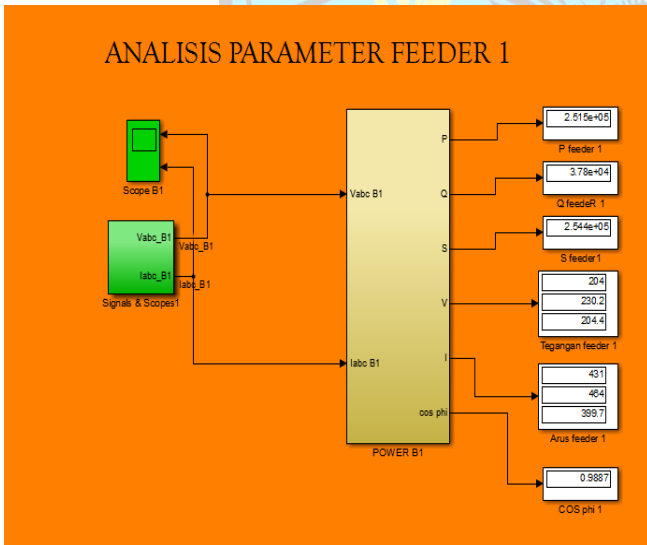 ANALISIS PARAMETER FEEDER 1
Scope B1
Vabc_B1
Vabc_B1
Iabc_B1
Iabc_B1
Signals & Scopes1
Vabc B1
Iabc B1
P
Q
S
V
I
cos phi
POWER B1
2.515e+05
P feeder 1
3.78e+04
Q feedeR 1
2.544e+05
S feeder1
204
230.2
204.4
Tegangan feeder 1
431
464
399.7
Arus feeder 1
0.9887
COS phi 1